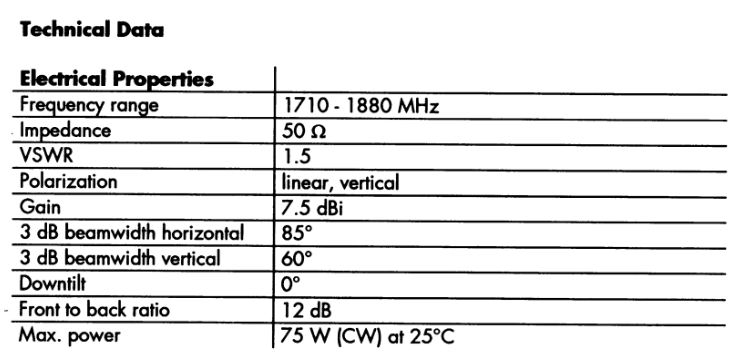 Technical Data
Electrical Properties
Frequency range 1710 - 1880 MHz
Impedance 50 Ω
VSWR 1.5
Polarization linear, vertical
Gain 7.5 dBi
3 dB beamwidth horizontal 85°
3 dB beamwidth vertical 60°
Downtilt 0°
Front to back ratio 12 dB
Max. power 75 W (CW) at 25°C